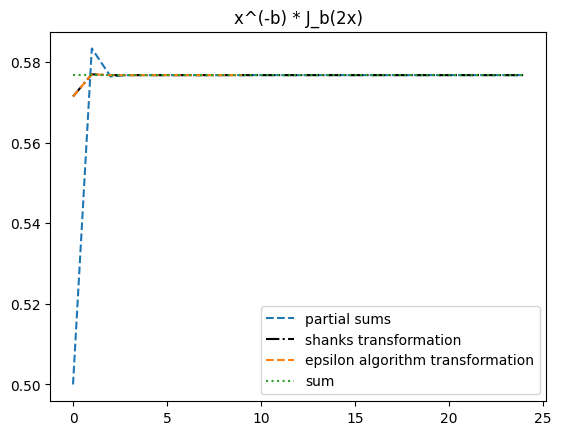 x^(-b) * J_b(2x)
0.58
0.56
0.54
0.52
0.50
partial sums
shanks transformation
epsilon algorithm transformation
sum
0 5 10 15 20 25